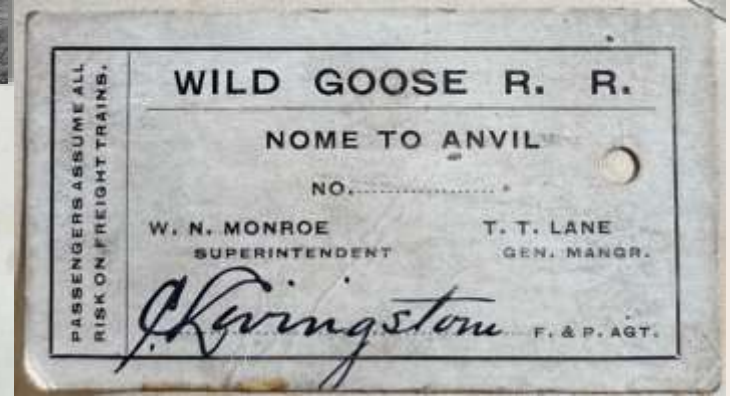 PASSENGERS ASSUME ALL
RISK ON FREIGHT TRAINS.
WILD GOOSE R. R.
NOME TO ANVIL
NO.
W. N. MONROE
SUPERINTENDENT
T. T. LANE
GEN. MANGR.
Livingstone F. & P. AGT.